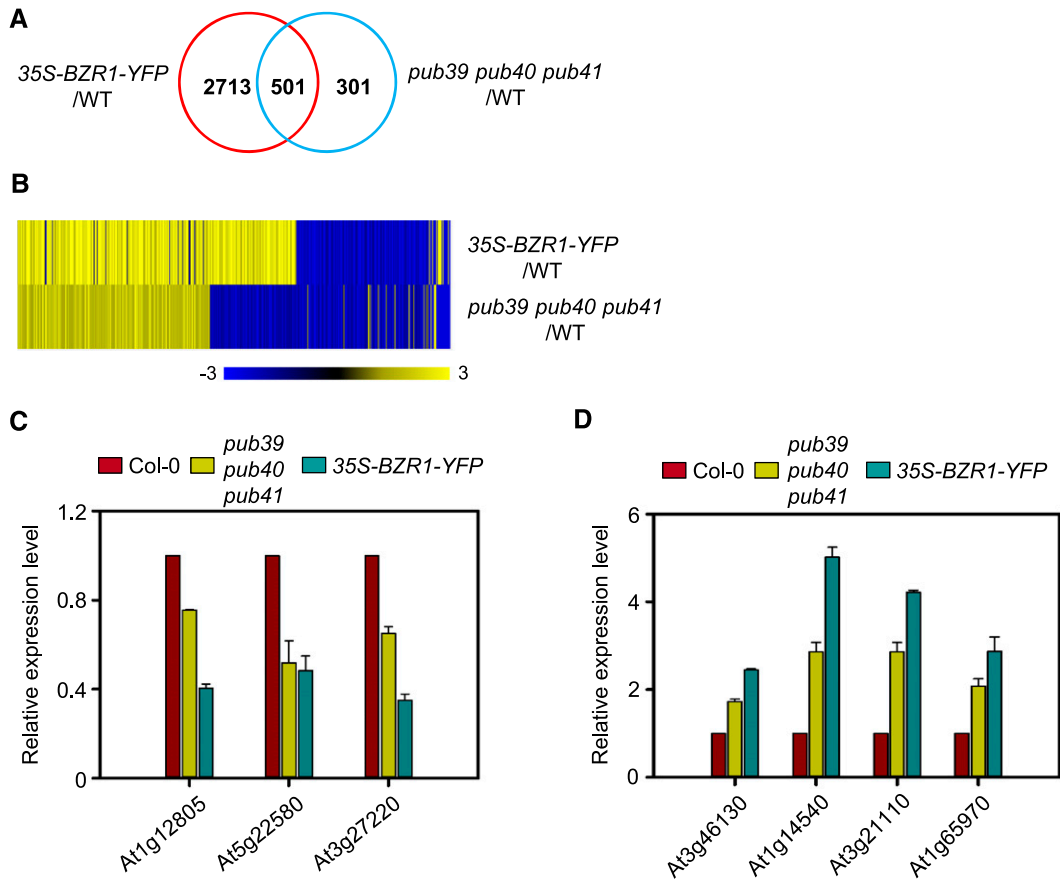 A
35S-BZR1-YFP
/WT
2713
501
301
pub39 pub40 pub41
/WT
B
35S-BZR1-YFP
/WT
pub39 pub40 pub41
/WT
-3
3
C
Col-0
pub39
pub40
pub41
35S-BZR1-YFP
Relative expression level
1.2
0.8
0.4
0
At1g12805
At5g22580
At3g27220
D
Col-0
pub39
pub40
pub41
35S-BZR1-YFP
Relative expression level
6
4
2
0
At3g46130
At1g14540
At3g21110
At1g65970